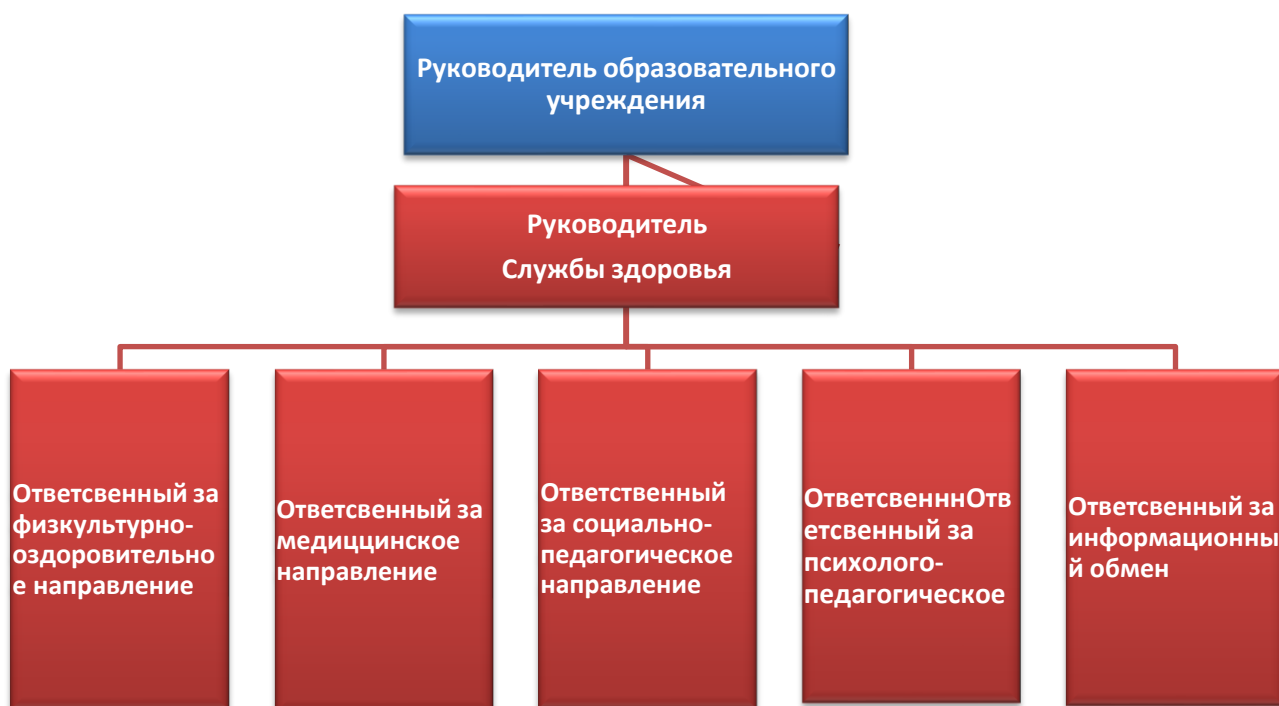 Руководитель образовательного
учреждения
Руководитель
Службы здоровья
Ответсвенный за
физкультурно-
оздоровительно
е направление
Ответсвенный за
медиццинское
направление
Ответственный
за социально-
педагогическое
направление
ОтветсвенннОтв
етсвенный за
психолого-
педагогическое
Ответсвенный за
информационны
й обмен